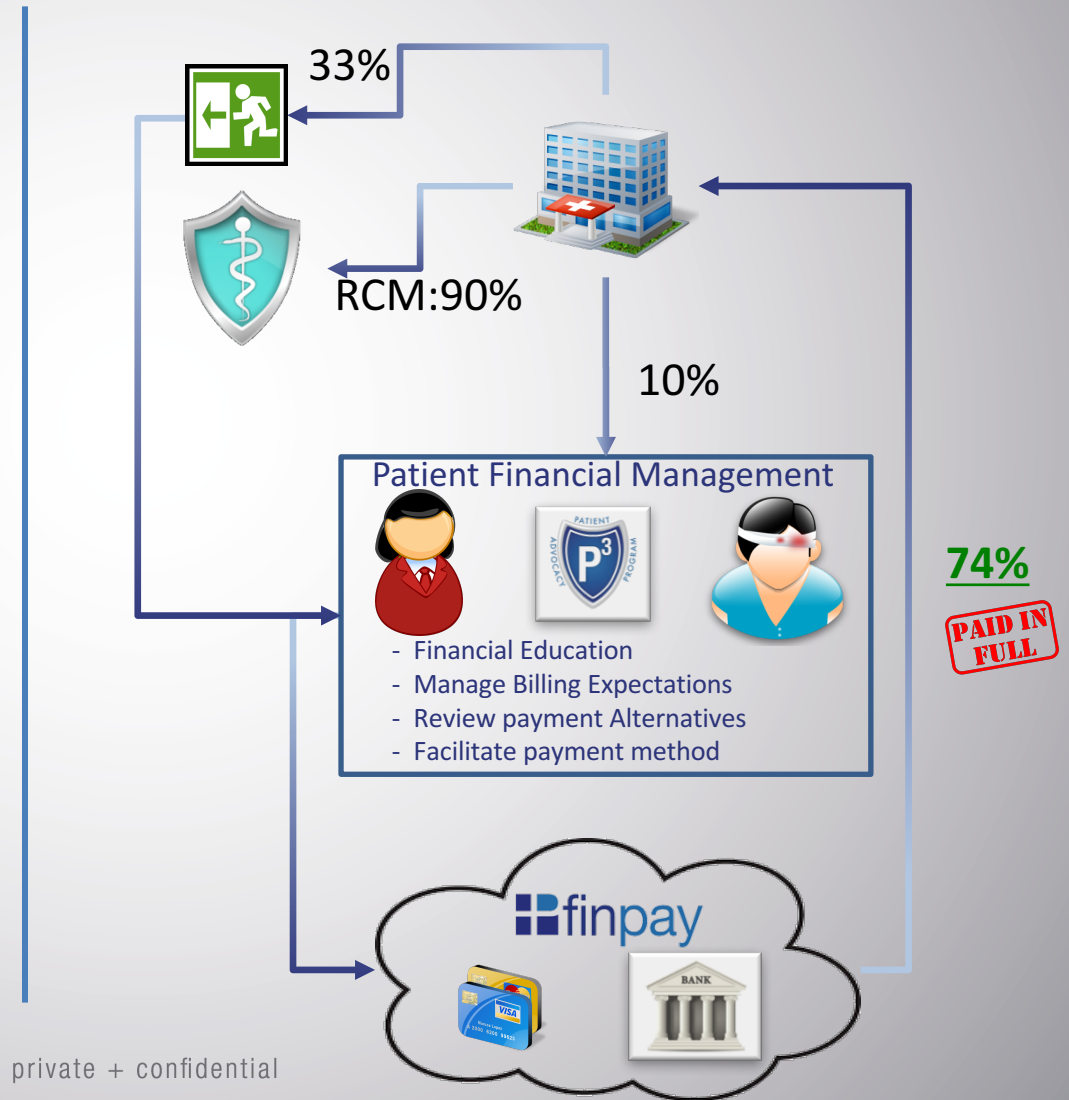 33%
RCM:90%
10%
Patient Financial Management
PATIENT
ADVOCACY
P3
PROGRAM
- Financial Education
- Manage Billing Expectations
- Review payment Alternatives
- Facilitate payment method
74%
PAID IN
FULL
finpay
VISA
BANK
private + confidential